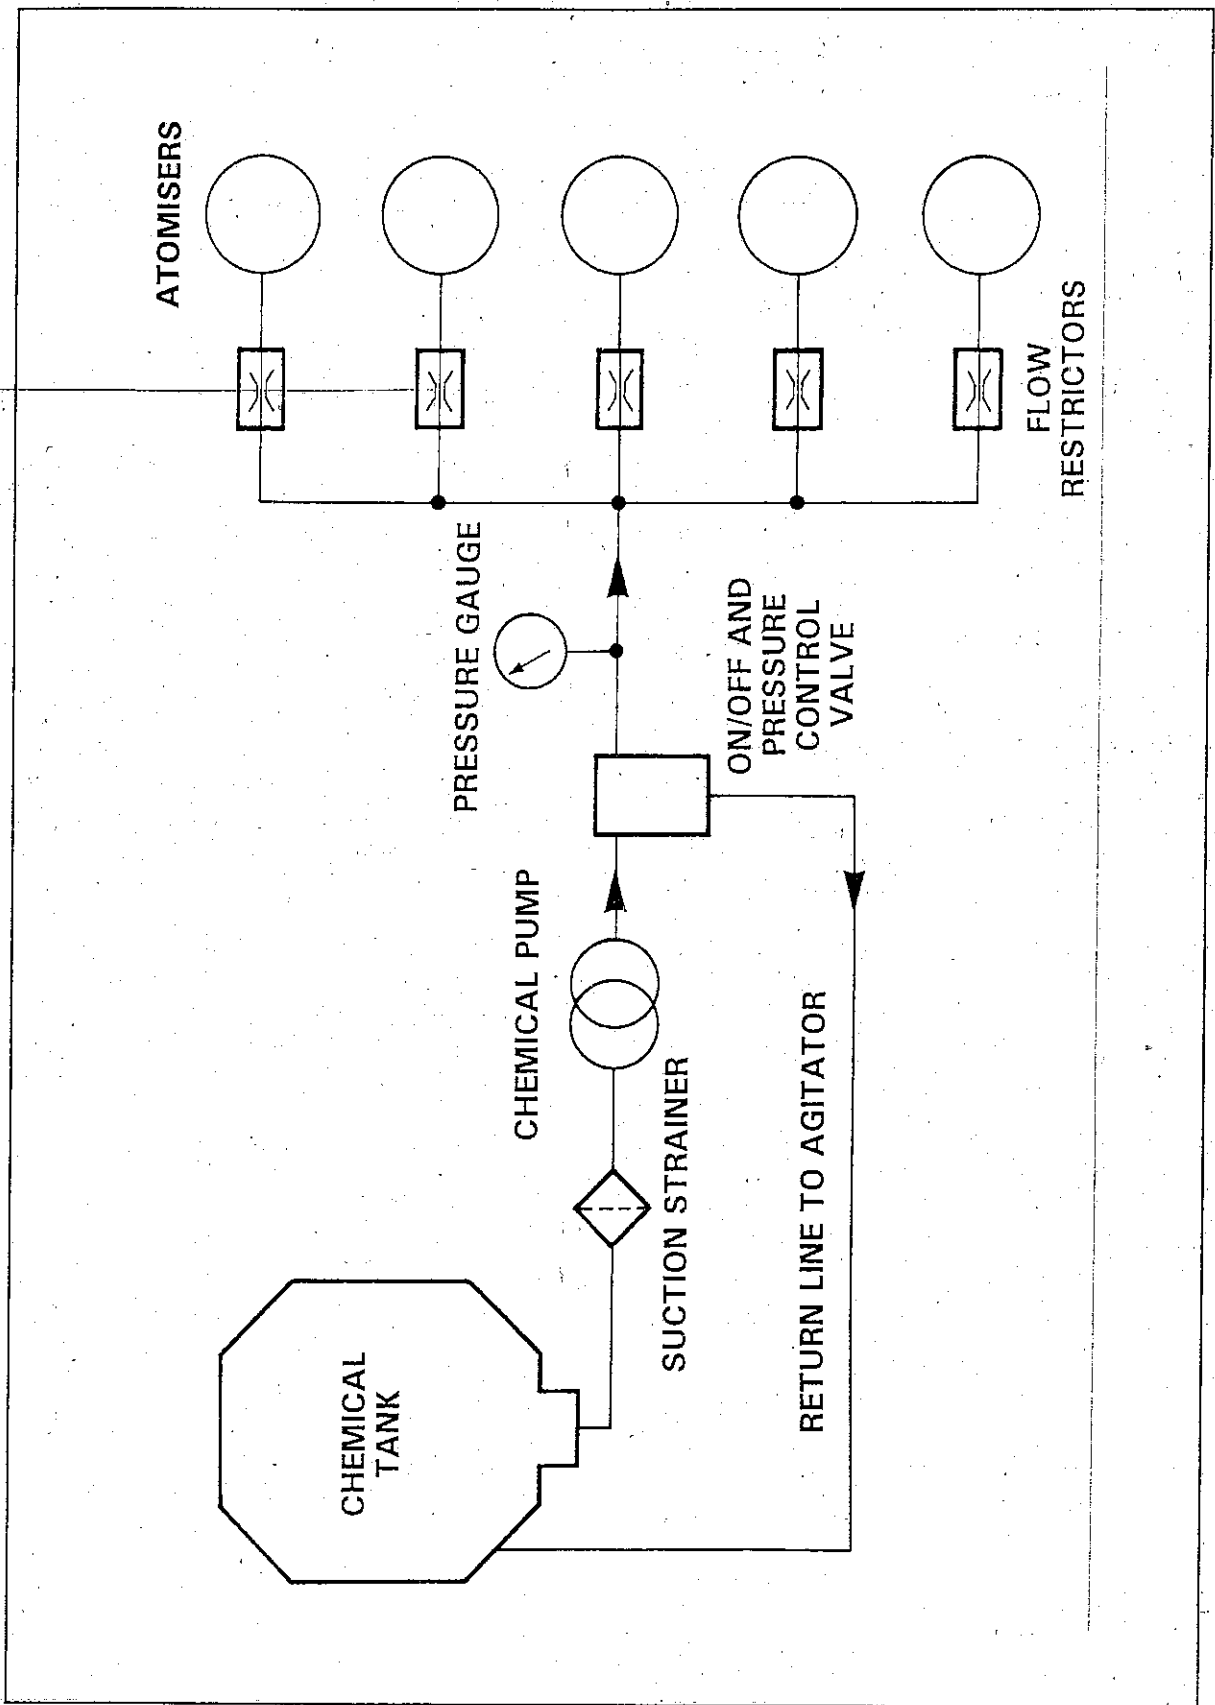 CHEMICAL
TANK
SUCTION STRAINER
CHEMICAL PUMP
RETURN LINE TO AGITATOR
PRESSURE GAUGE
ON/OFF AND
PRESSURE
CONTROL
VALVE
ATOMISERS
FLOW
RESTRICTORS